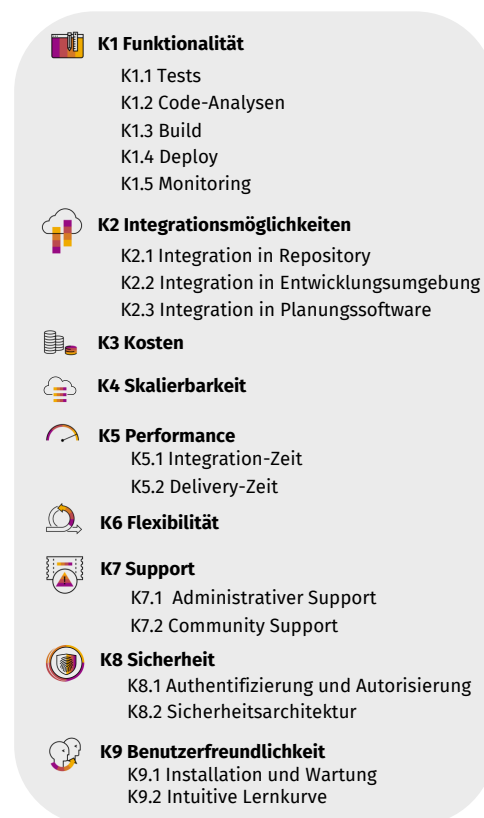 K1 Funktionalität
K1.1 Tests
K1.2 Code-Analysen
K1.3 Build
K1.4 Deploy
K1.5 Monitoring
K2 Integrationsmöglichkeiten
K2.1 Integration in Repository
K2.2 Integration in Entwicklungsumgebung
K2.3 Integration in Planungssoftware
K3 Kosten
K4 Skalierbarkeit
K5 Performance
K5.1 Integration-Zeit
K5.2 Delivery-Zeit
K6 Flexibilität
K7 Support
K7.1 Administrativer Support
K7.2 Community Support
K8 Sicherheit
K8.1 Authentifizierung und Autorisierung
K8.2 Sicherheitsarchitektur
K9 Benutzerfreundlichkeit
K9.1 Installation und Wartung
K9.2 Intuitive Lernkurve